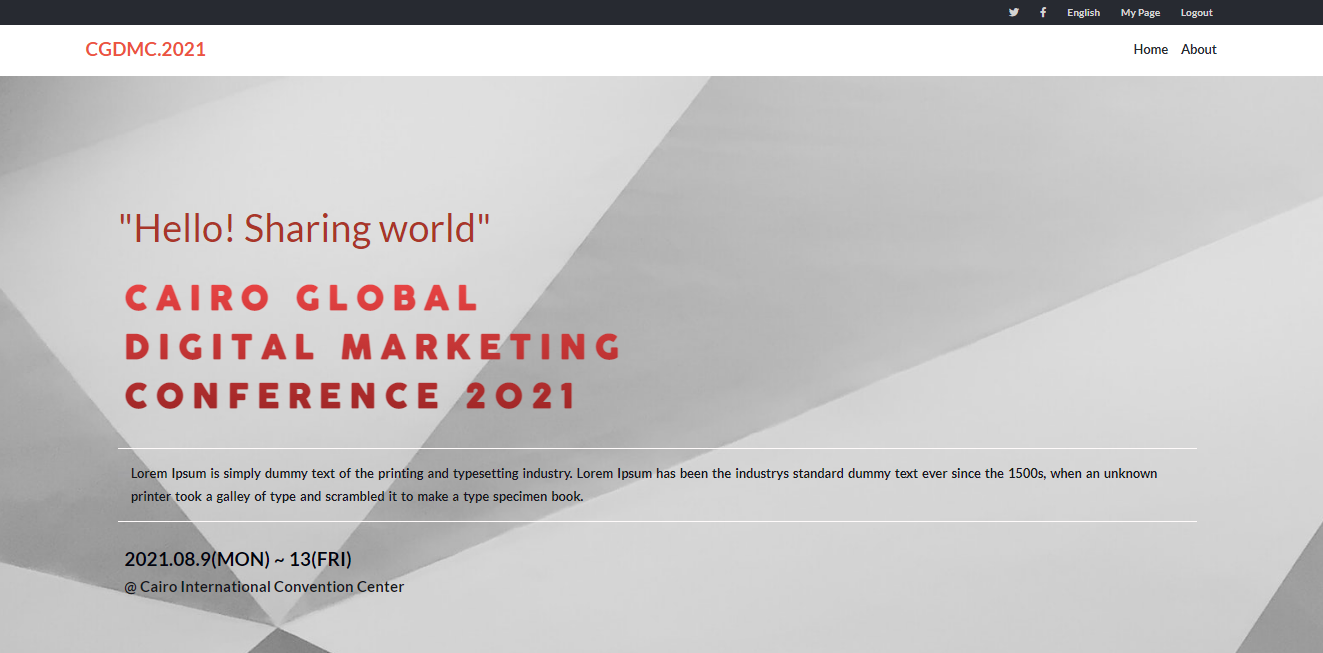 English My Page Logout
CGDMC.2021
Home About
"Hello! Sharing world"
CAIRO GLOBAL
DIGITAL MARKETING
CONFERENCE 2021
Lorem Ipsum is simply dummy text of the printing and typesetting industry. Lorem Ipsum has been the industrys standard dummy text ever since the 1500s, when an unknown
printer took a galley of type and scrambled it to make a type specimen book.
2021.08.9(MON) ~ 13(FRI)
@ Cairo International Convention Center